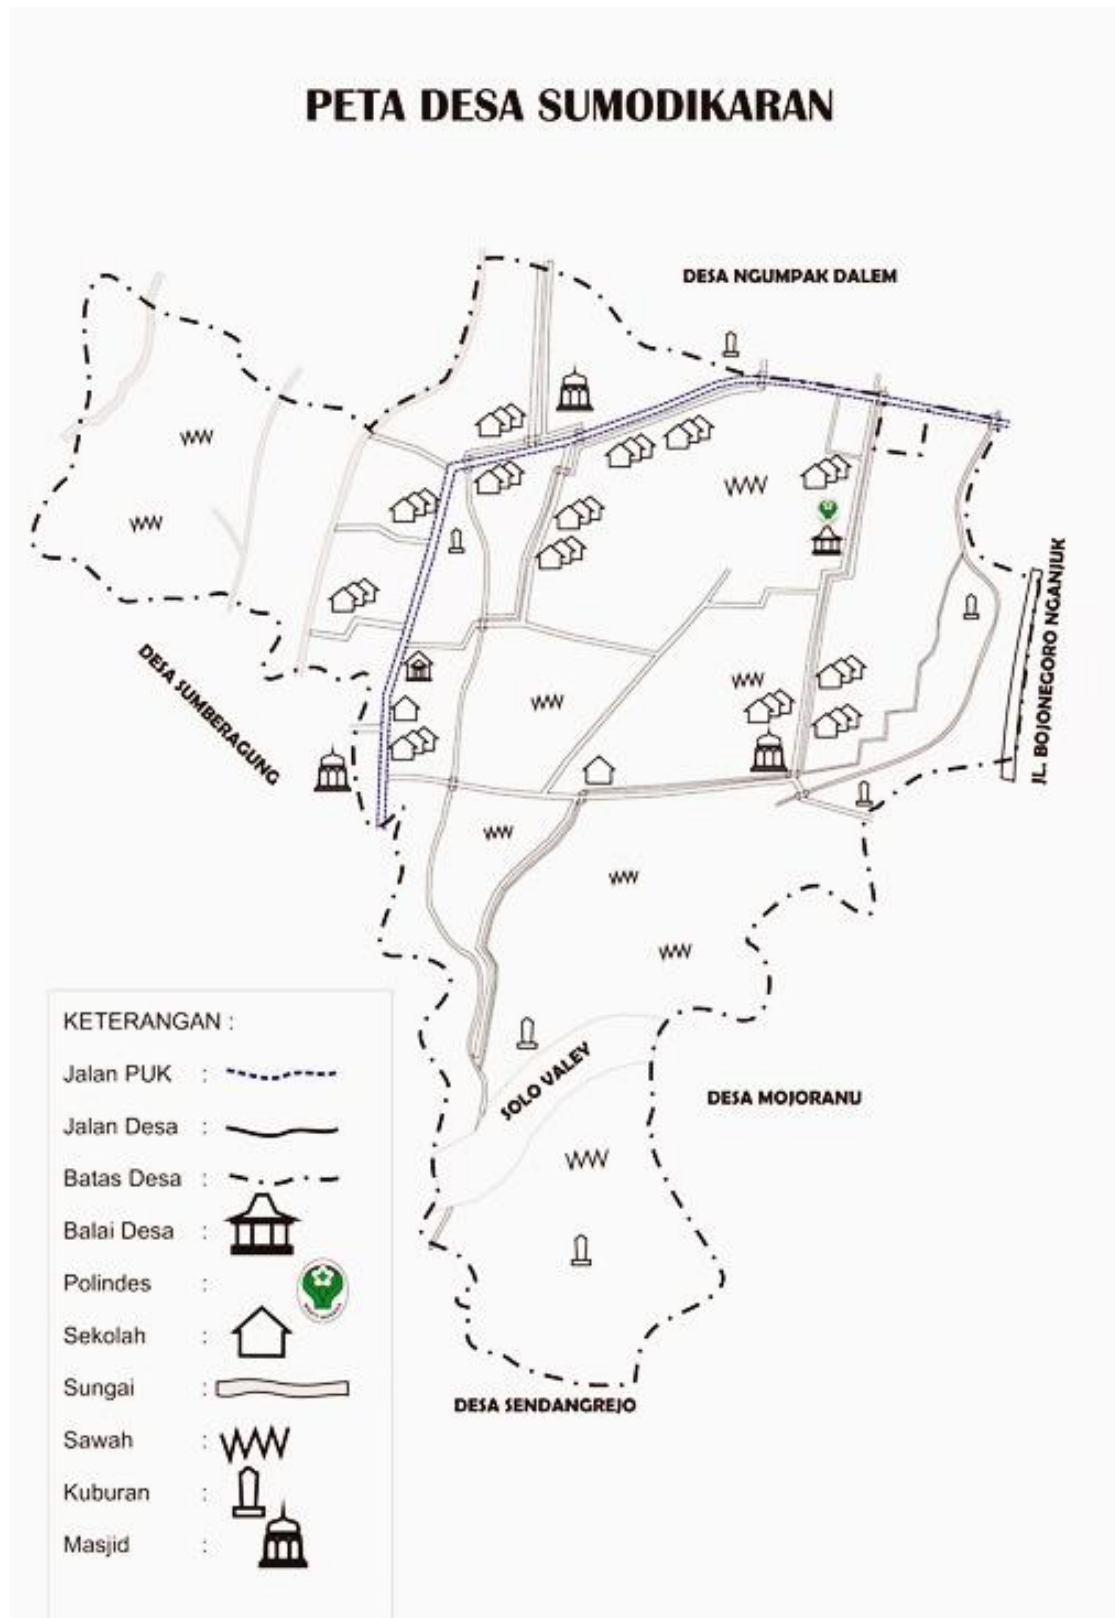 PETA DESA SUMODIKARAN
DESA NGUMPAK DALEM
JL. BOJONEGORO NGANJUK
DESA SUMBERAGUNG
SOLO VALEY
DESA MOJORANU
DESA SENDANGREJO
KETERANGAN :
Jalan PUK :
Jalan Desa :
Batas Desa :
Balai Desa :
Polindes :
Sekolah :
Sungai :
Sawah :
Kuburan :
Masjid :